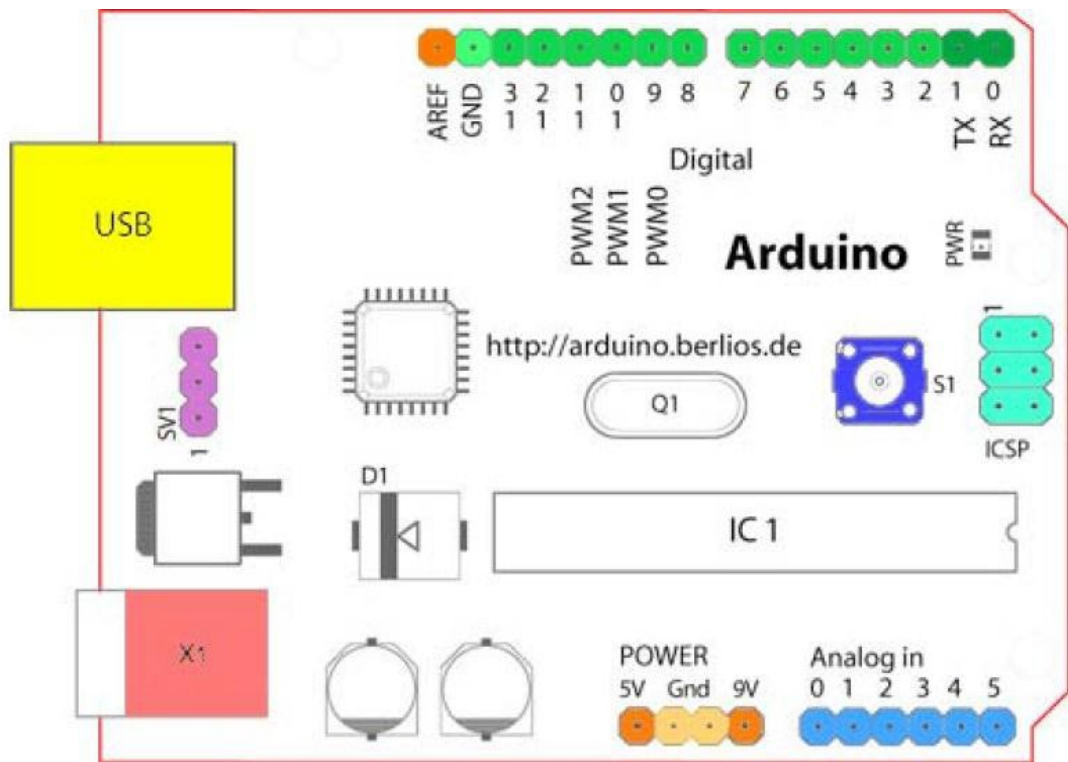 AREF GND 13 12 11 10 9 8 7 6 5 4 3 2 1 0
TX RX
Digital
PWM2 PWM1 PWM0
USB
Arduino
PWR
1
http://arduino.berlios.de
S1
Q1
SV1
1
ICSP
D1
IC 1
X1
POWER
5V Gnd 9V
Analog in
0 1 2 3 4 5